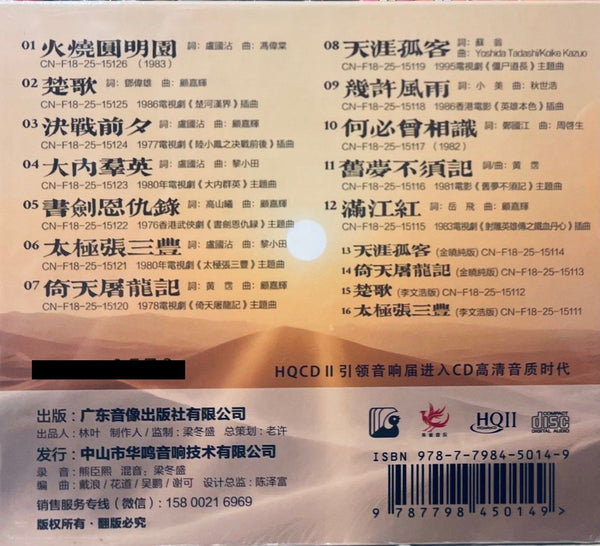 01 火燒圓明園 詞：盧國沾 曲：馮偉棠
CN-F18-25-15126 (1983)
02 楚歌 詞：鄧偉雄 曲：顧嘉輝
CN-F18-25-15125 1986電視劇《楚河漢界》插曲
03 決戰前夕 詞：盧國沾 曲：顧嘉輝
CN-F18-25-15124 1977電視劇《陸小鳳之決戰前後》插曲
04 大內羣英 詞：盧國沾 曲：黎小田
CN-F18-25-15123 1980年電視劇《大内群英》主題曲
05 書劍恩仇錄 詞：高山曦 曲：顧嘉輝
CN-F18-25-15122 1976香港武俠劇《書劍恩仇錄》主題曲
06 太極張三豐 詞：盧國沾 曲：黎小田
CN-F18-25-15121 1980年電視劇《太極張三豐》主題曲
07 倚天屠龍記 詞：黃霑 曲：顧嘉輝
CN-F18-25-15120 1978電視劇《倚天屠龍記》主題曲
08 天涯孤客 詞：蘇翁
曲：Yoshida Tadashi/Koike Kazuo
CN-F18-25-15119 1995電視劇《僵尸道長》主題曲
09 幾許風雨 詞：小美 曲：秋世浩
CN-F18-25-15118 1986香港電影《英雄本色》插曲
10 何必曾相識 詞：鄭國江 曲：周啓生
CN-F18-25-15117 (1982)
11 舊夢不須記 詞/曲：黄霑
CN-F18-25-15116 1981電影《舊夢不須記》主題曲
12 滿江紅 詞：岳飛 曲：顧嘉輝
CN-F18-25-15115 1983電視劇《射雕英雄傳之鐵血丹心》插曲
13 天涯孤客 (金曉純版) CN-F18-25-15114
14 倚天屠龍記 (金曉純版) CN-F18-25-15113
15 楚歌 (李文浩版) CN-F18-25-15112
16 太極張三豐 (李文浩版) CN-F18-25-15111
HQCD II 引领音响届进入CD高清音质时代
出版：广东音像出版社有限公司
出品人：林叶 制作人/监制：梁冬盛 总策划：老许
发行：中山市华鸣音响技术有限公司
录音：熊臣熙 混音：梁冬盛
编曲：戴浪/花道/吴鹏/谢可 设计总监：陈泽富
销售服务专线（微信）：158 0021 6969
版权所有·翻版必究
朱雀音乐
HQII
COMPACT
disc
DIGITAL AUDIO
ISBN 978-7-7984-5014-9
9 787798 450149 >